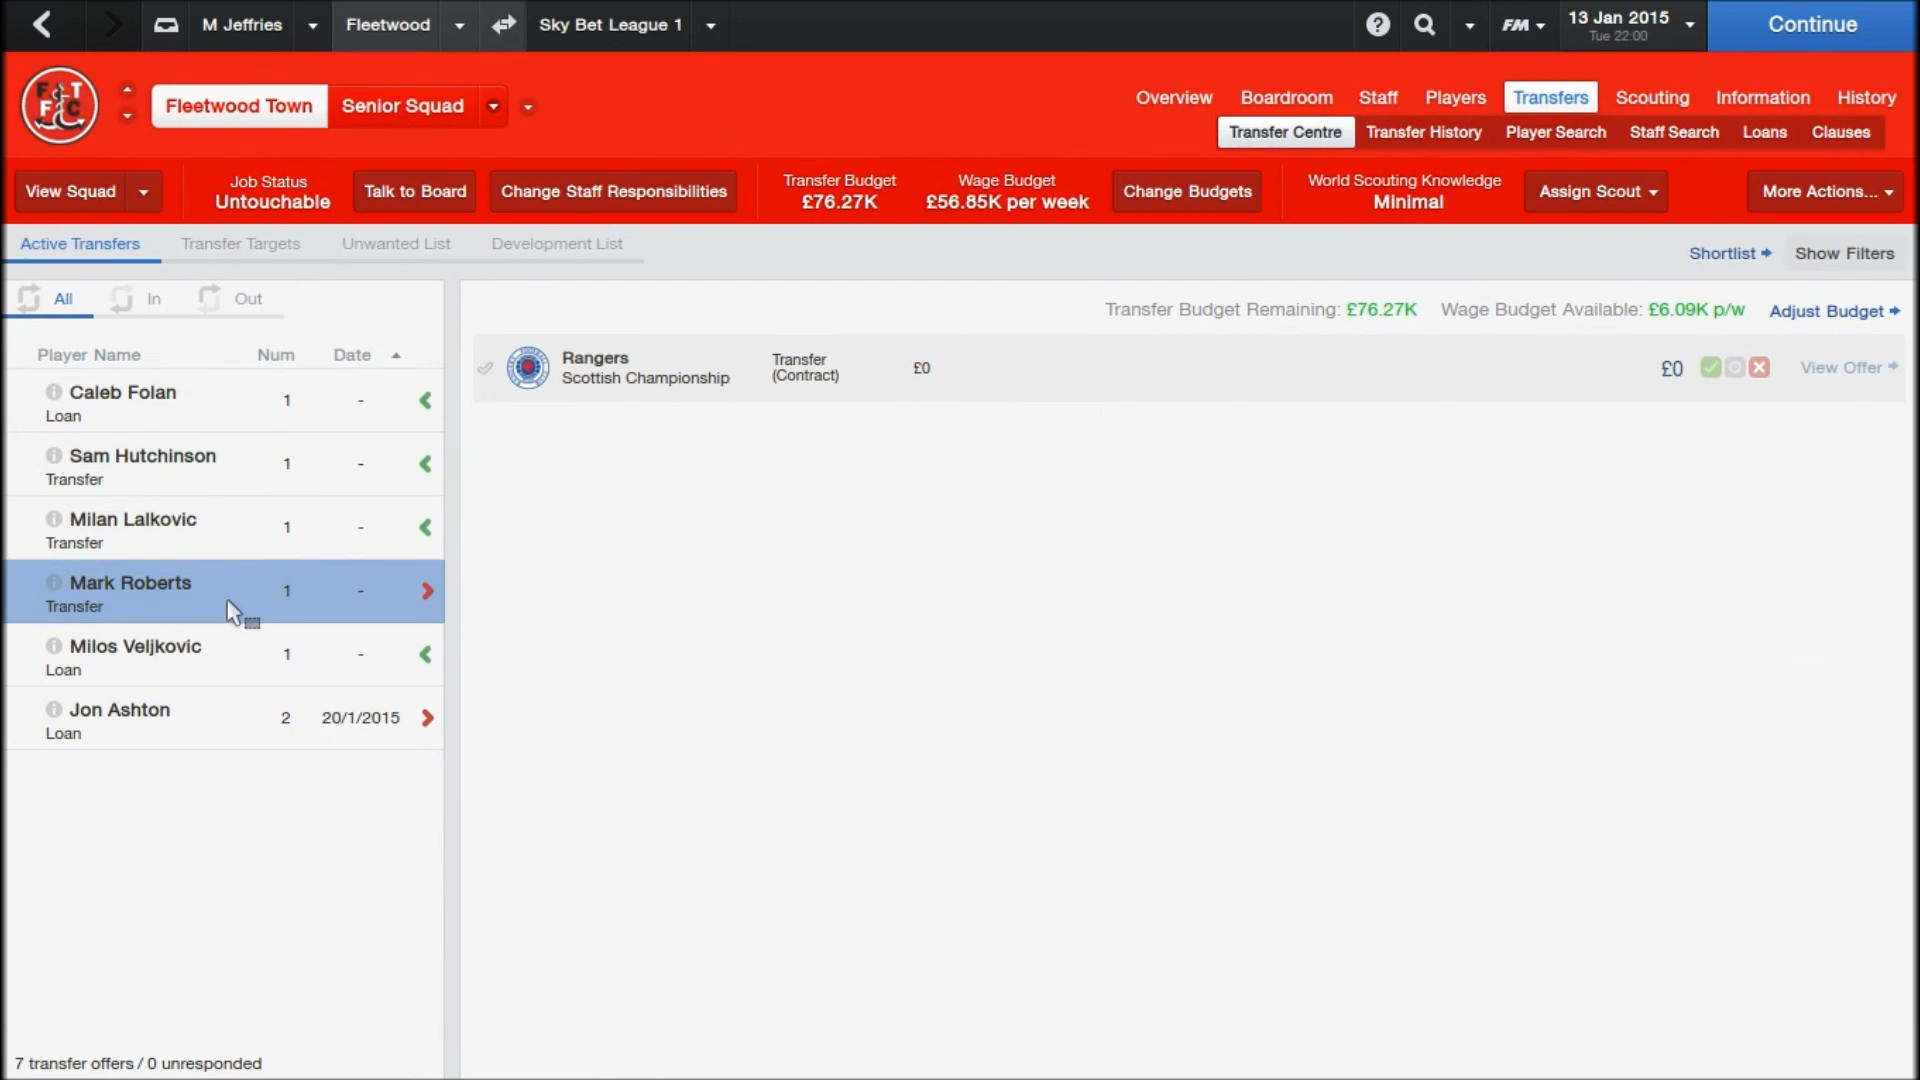 M Jeffries
Fleetwood
Sky Bet League 1
FM
13 Jan 2015
Tue 22:00
Continue
F T
F C
Fleetwood Town
Senior Squad
Overview Boardroom Staff Players Transfers Scouting Information History
Transfer Centre Transfer History Player Search Staff Search Loans Clauses
View Squad
Job Status
Untouchable
Talk to Board
Change Staff Responsibilities
Transfer Budget
£76.27K
Wage Budget
£56.85K per week
Change Budgets
World Scouting Knowledge
Minimal
Assign Scout
More Actions...
Active Transfers Transfer Targets Unwanted List Development List
Shortlist
Show Filters
All In Out
Transfer Budget Remaining: £76.27K Wage Budget Available: £6.09K p/w Adjust Budget
Player Name Num Date
Caleb Folan 1 -
Loan
Sam Hutchinson 1 -
Transfer
Milan Lalkovic 1 -
Transfer
Mark Roberts 1 -
Transfer
Milos Veljkovic 1 -
Loan
Jon Ashton 2 20/1/2015
Loan
Rangers
Scottish Championship
Transfer
(Contract)
£0
£0
View Offer
7 transfer offers / 0 unresponded